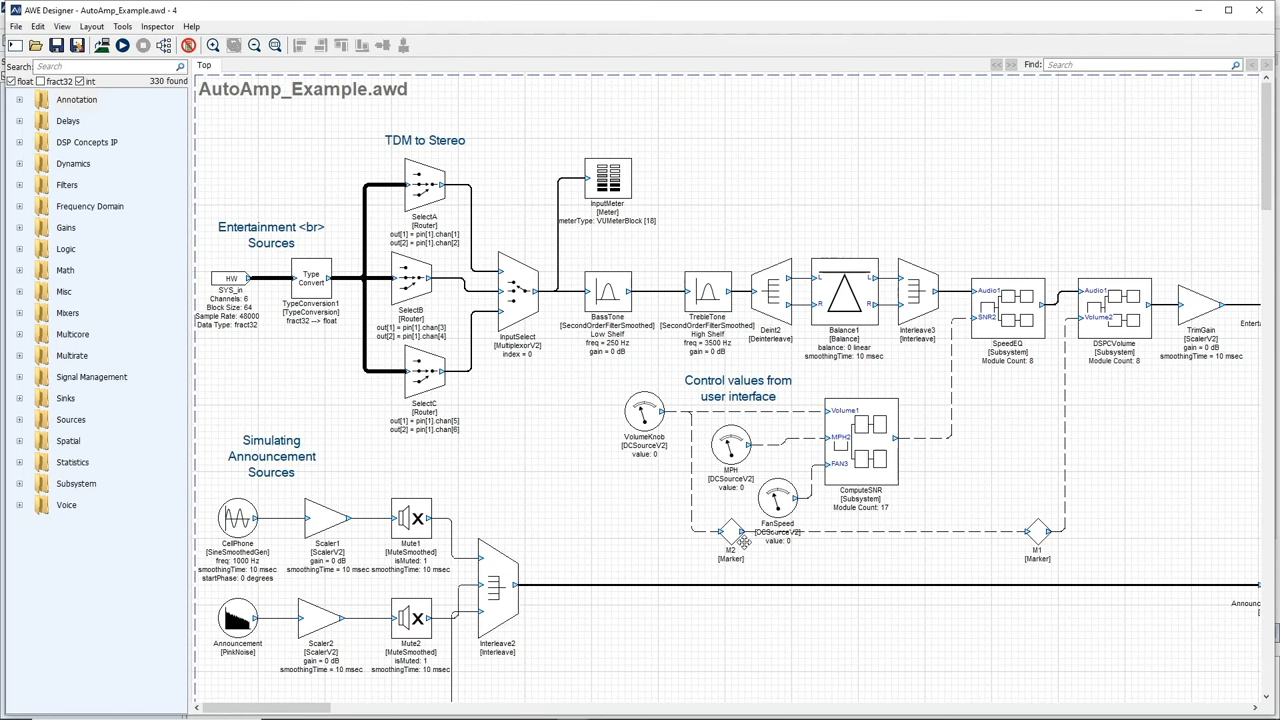 AWE Designer - AutoAmp_Example.awd - 4
File Edit View Layout Tools Inspector Help
Search: Search
float fract32 int 330 found
Annotation
Delays
DSP Concepts IP
Dynamics
Filters
Frequency Domain
Gains
Logic
Math
Misc
Mixers
Multicore
Multirate
Signal Management
Sinks
Sources
Spatial
Statistics
Subsystem
Voice
Top
Find: Search
AutoAmp_Example.awd
TDM to Stereo
SelectA
[Router]
out[1] = pin[1].chan[1]
out[2] = pin[1].chan[2]
InputMeter
[Meter]
meterType: VUMeterBlock [18]
Entertainment <br>
Sources
HW
SYS_in
Channels: 6
Block Size: 64
Sample Rate: 48000
Data Type: fract32
Type
Convert
TypeConversion1
[TypeConversion]
fract32 --> float
SelectB
[Router]
out[1] = pin[1].chan[3]
out[2] = pin[1].chan[4]
InputSelect
[MultiplexorV2]
index = 0
BassTone
[SecondOrderFilterSmoothed]
Low Shelf
freq = 250 Hz
gain = 0 dB
TrebleTone
[SecondOrderFilterSmoothed]
High Shelf
freq = 3500 Hz
gain = 0 dB
Deint2
[Deinterleave]
L
R
L
R
Balance1
[Balance]
balance: 0 linear
smoothingTime: 10 msec
Interleave3
[Interleave]
Audio1
SNR2
SpeedEQ
[Subsystem]
Module Count: 8
Audio1
Volume2
DSPCVolume
[Subsystem]
Module Count: 8
TrimGain
[ScalerV2]
gain = 0 dB
smoothingTime = 10 msec
Entert
SelectC
[Router]
out[1] = pin[1].chan[5]
out[2] = pin[1].chan[6]
Control values from
user interface
VolumeKnob
[DCSourceV2]
value: 0
MPH
[DCSourceV2]
value: 0
FanSpeed
[DCSourceV2]
value: 0
Volume1
MPH2
FAN3
ComputeSNR
[Subsystem]
Module Count: 17
M2
[Marker]
M1
[Marker]
Simulating
Announcement
Sources
CellPhone
[SineSmoothedGen]
freq: 1000 Hz
smoothingTime: 10 msec
startPhase: 0 degrees
Scaler1
[ScalerV2]
gain = 0 dB
smoothingTime = 10 msec
Mute1
[MuteSmoothed]
isMuted: 1
smoothingTime: 10 msec
Announcement
[PinkNoise]
Scaler2
[ScalerV2]
gain = 0 dB
smoothingTime = 10 msec
Mute2
[MuteSmoothed]
isMuted: 1
smoothingTime: 10 msec
Interleave2
[Interleave]
Announc